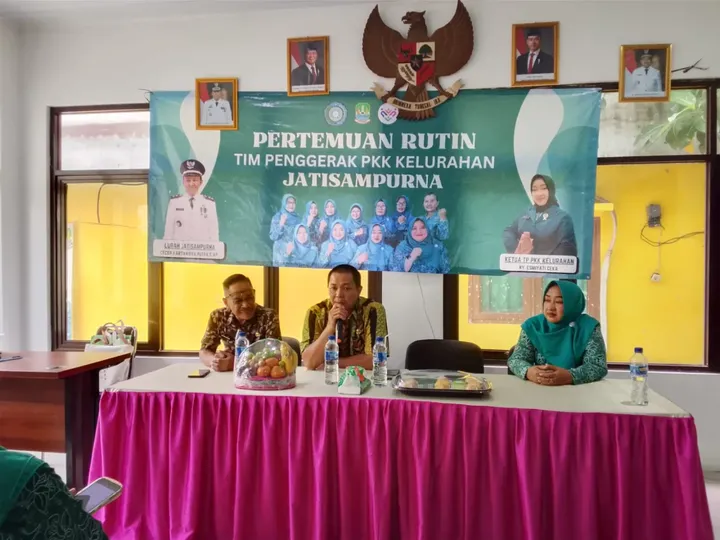 BHINNEKA TUNGGAL IKA
PERTEMUAN RUTIN
TIM PENGGERAK PKK KELURAHAN
JATISAMPURNA
LURAH JATISAMPURNA
KETUA TP PKK KELURAHAN